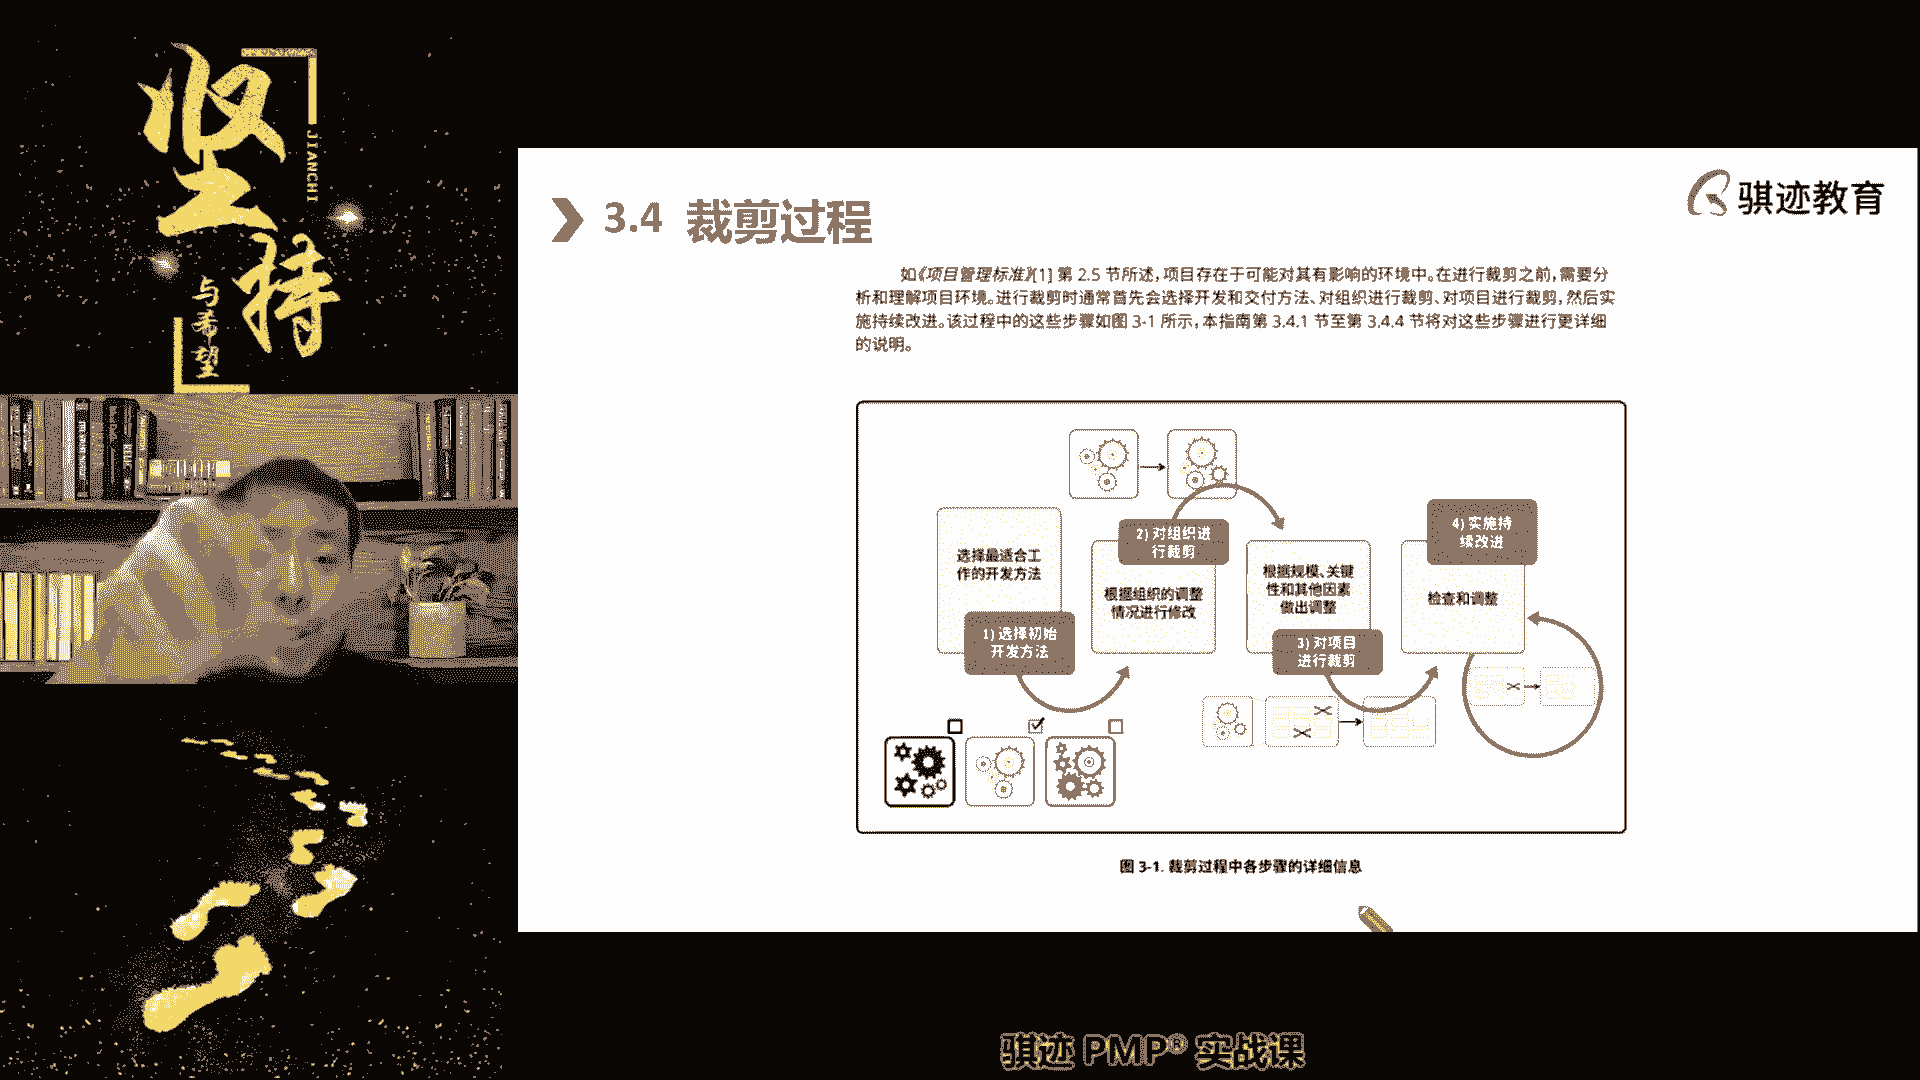 坚
持
JIANCHI
与希望
3.4 裁剪过程
骐迹教育
如《项目管理标准》[1] 第 2.5 节所述，项目存在于可能对其有影响的环境中。在进行裁剪之前，需要分
析和理解项目环境。进行裁剪时通常首先会选择开发和交付方法、对组织进行裁剪、对项目进行裁剪，然后实
施持续改进。该过程中的这些步骤如图 3-1 所示，本指南第 3.4.1 节至第 3.4.4 节将对这些步骤进行更详细
的说明。
选择最适合工
作的开发方法
1) 选择初始
开发方法
2) 对组织进
行裁剪
根据组织的调整
情况进行修改
根据规模、关键
性和其他因素
做出调整
3) 对项目
进行裁剪
4) 实施持
续改进
检查和调整
图 3-1. 裁剪过程中各步骤的详细信息
骐迹 PMP® 实战课